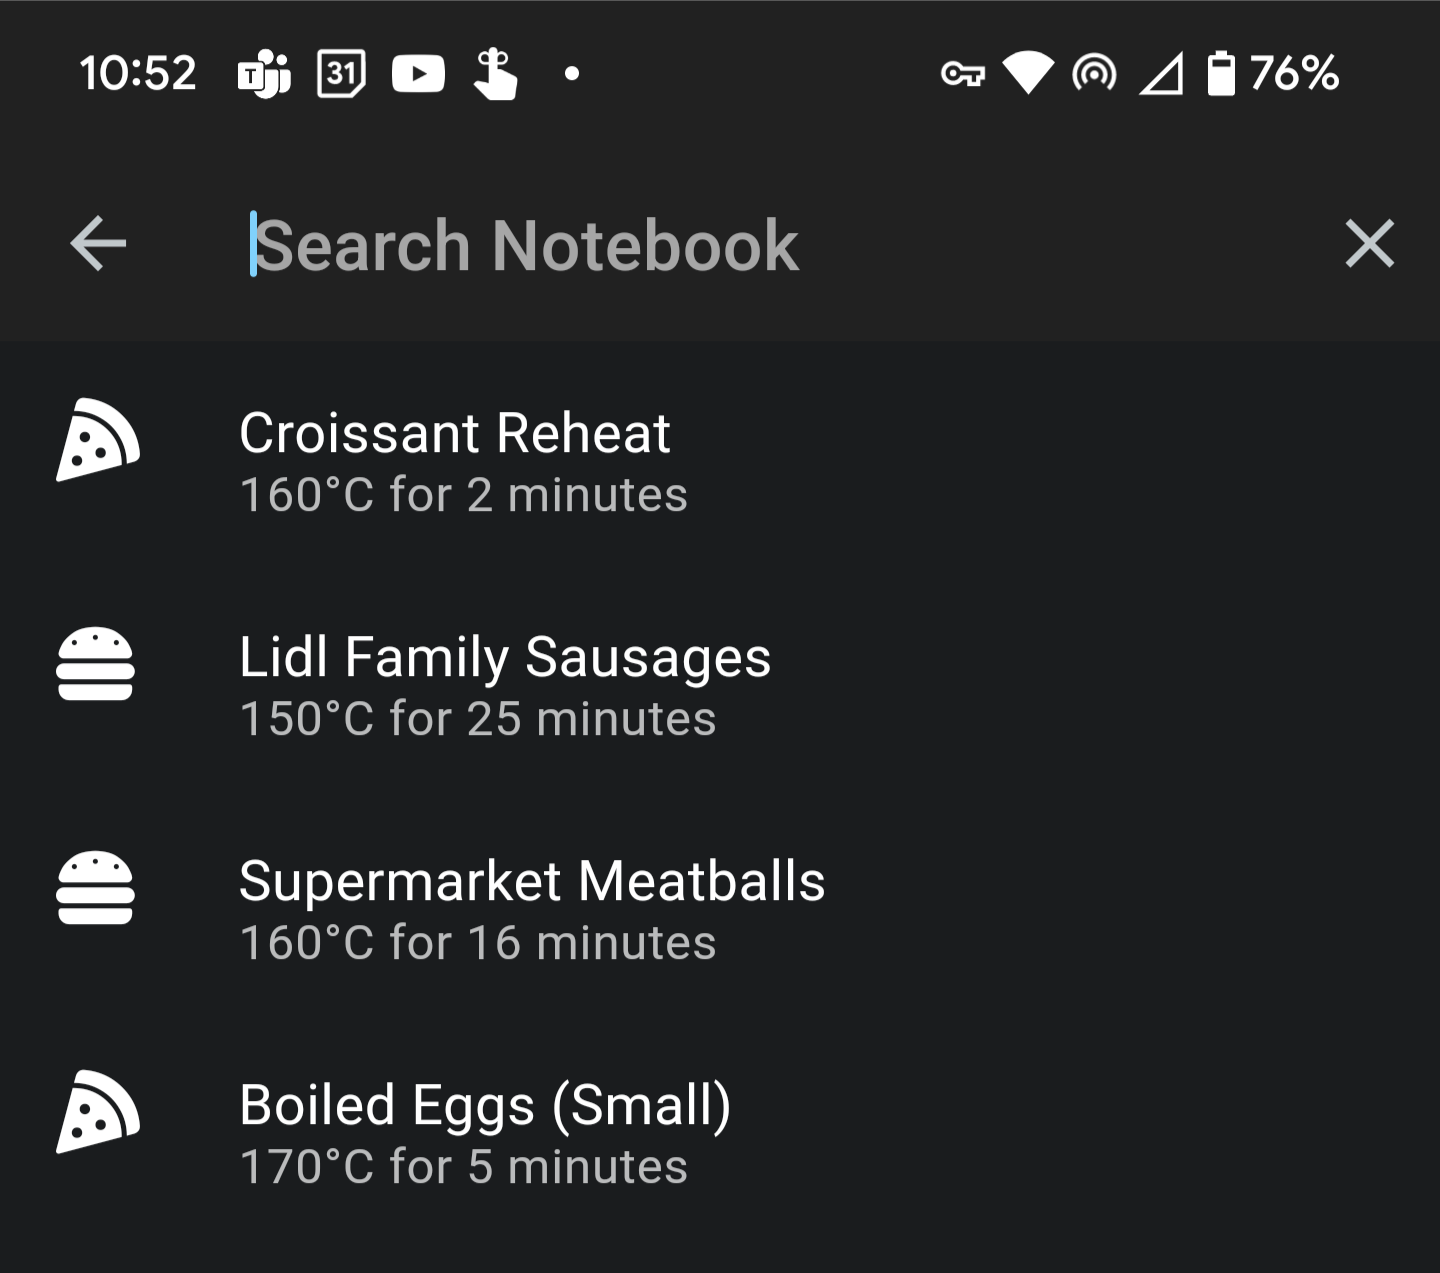 10:52 T 31 76%
Search Notebook
Croissant Reheat
160°C for 2 minutes
Lidl Family Sausages
150°C for 25 minutes
Supermarket Meatballs
160°C for 16 minutes
Boiled Eggs (Small)
170°C for 5 minutes